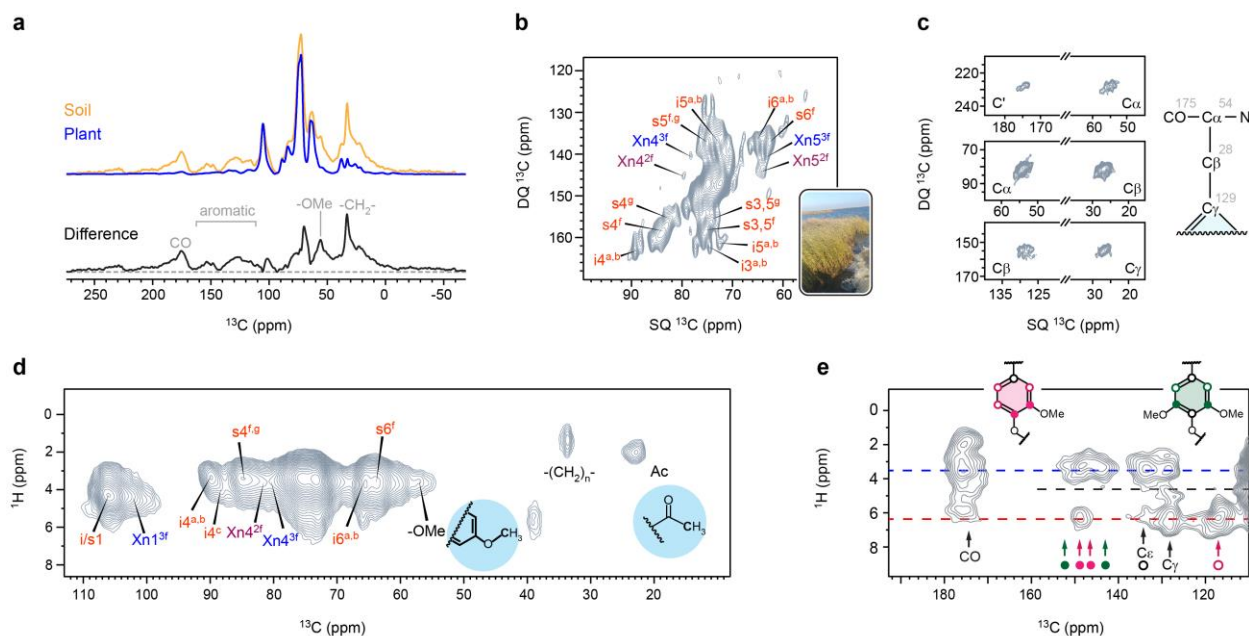 a
Soil
Plant
Difference
CO
aromatic
-OMe
-CH₂-
250 200 150 100 50 0 -50
¹³C (ppm)
b
DQ ¹³C (ppm)
120
130
140
150
160
i5ᵃ,ᵇ
s5ᶠ,ᵍ
Xn4³ᶠ
Xn4²ᶠ
s4ᵍ
s4ᶠ
i4ᵃ,ᵇ
i6ᵃ,ᵇ
s6ᶠ
Xn5³ᶠ
Xn5²ᶠ
s3,5ᵍ
s3,5ᶠ
i5ᵃ,ᵇ
i3ᵃ,ᵇ
90 80 70 60
SQ ¹³C (ppm)
c
DQ ¹³C (ppm)
220
240
C'
Cα
180 170 60 50
70
80
90
Cα
Cβ
60 50 30 20
150
160
170
Cβ
Cγ
135 125 30 20
SQ ¹³C (ppm)
175 54
CO Cα N
28
Cβ
Cγ
129
d
¹H (ppm)
0
2
4
6
8
i/s1
Xn1³ᶠ
i4ᵃ,ᵇ
i4ᶜ
s4ᶠ,ᵍ
Xn4²ᶠ
Xn4³ᶠ
s6ᶠ
i6ᵃ,ᵇ
-OMe
O
CH₃
-(CH₂)ₙ-
Ac
O
CH₃
110 100 90 80 70 60 50 40 30 20
¹³C (ppm)
e
¹H (ppm)
0
2
4
6
8
OMe
O
MeO
OMe
O
CO
Cε
Cγ
180 160 140 120
¹³C (ppm)